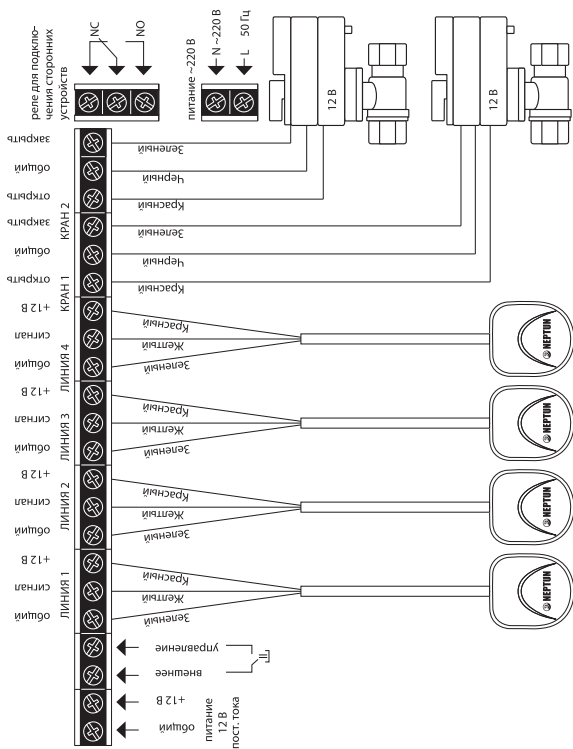 реле для подклю-
чения сторонних
устройств
NC
NO
питание ~220 В
N ~220 В
L 50 Гц
12 В
12 В
закрыть
общий
открыть
КРАН 2
закрыть
общий
открыть
КРАН 1
+12 В
сигнал
общий
ЛИНИЯ 4
+12 В
сигнал
общий
ЛИНИЯ 3
+12 В
сигнал
общий
ЛИНИЯ 2
+12 В
сигнал
общий
ЛИНИЯ 1
Зеленый
Черный
Красный
Зеленый
Черный
Красный
Красный
Желтый
Зеленый
Красный
Желтый
Зеленый
Красный
Желтый
Зеленый
Красный
Желтый
Зеленый
NEPTUN
NEPTUN
NEPTUN
NEPTUN
управление
внешнее
+12 В
общий
питание
12 В
пост. тока